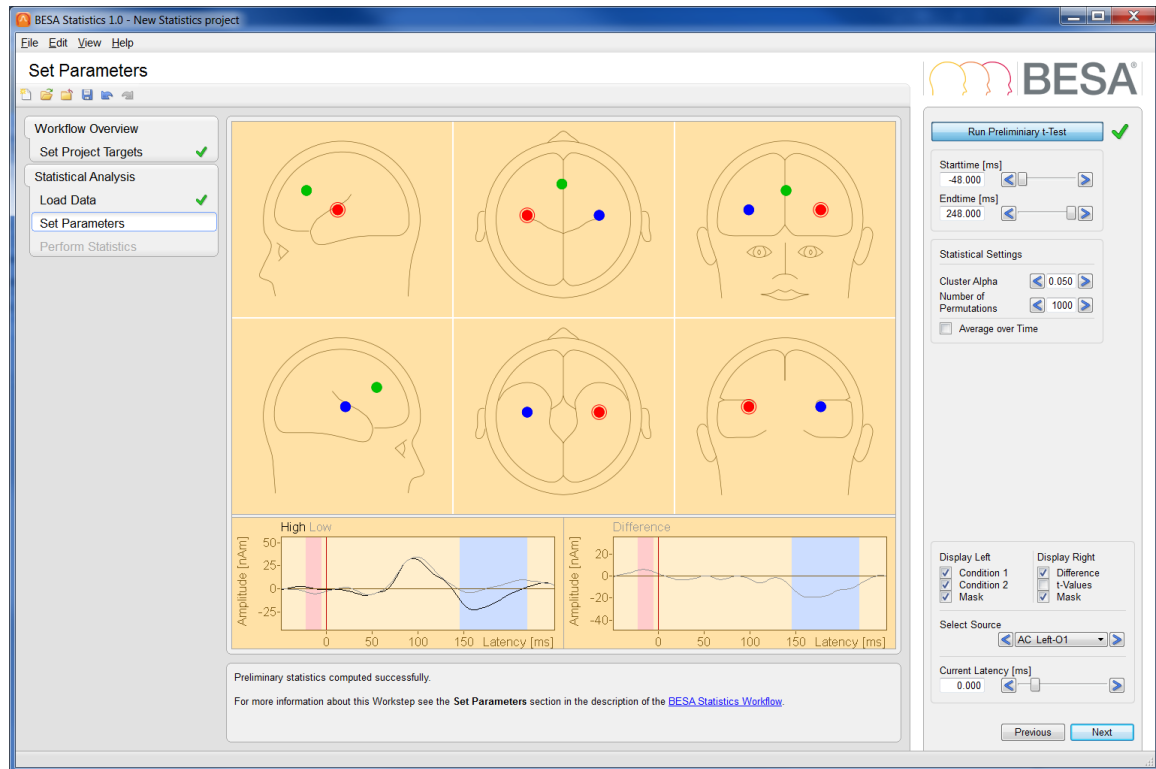 BESA Statistics 1.0 - New Statistics project
File Edit View Help
Set Parameters
BESA®
Workflow Overview
Set Project Targets
Statistical Analysis
Load Data
Set Parameters
Perform Statistics
High Low
Amplitude [nAm]
50
25
0
-25
0 50 100 150 Latency [ms]
Difference
Amplitude [nAm]
20
0
-20
-40
0 50 100 150 Latency [ms]
Preliminary statistics computed successfully.
For more information about this Workstep see the Set Parameters section in the description of the BESA Statistics Workflow.
Run Preliminiary t-Test
Starttime [ms]
-48.000
Endtime [ms]
248.000
Statistical Settings
Cluster Alpha 0.050
Number of
Permutations 1000
Average over Time
Display Left Display Right
Condition 1 Difference
Condition 2 t-Values
Mask Mask
Select Source
AC Left-O1
Current Latency [ms]
0.000
Previous Next